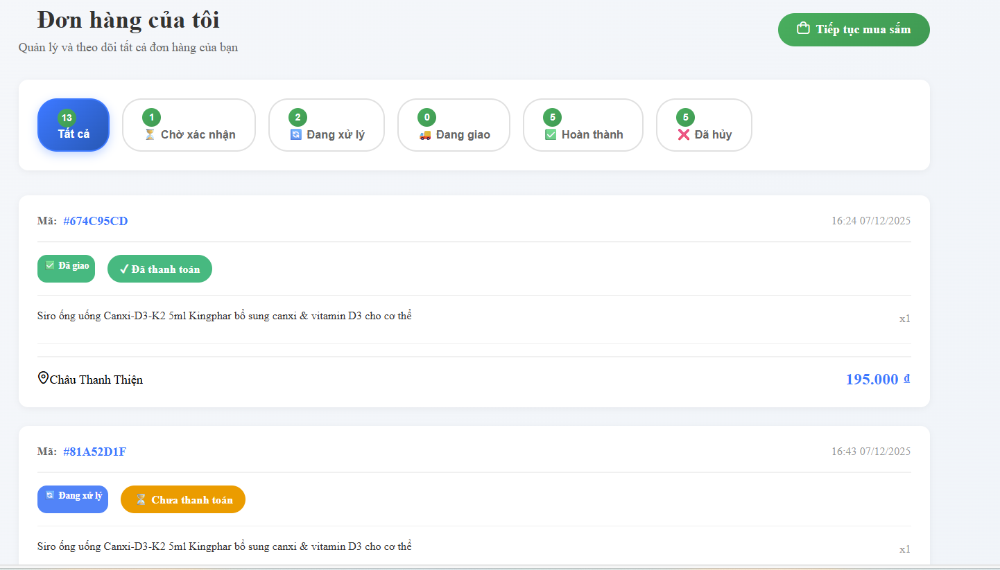 Đơn hàng của tôi
Quản lý và theo dõi tất cả đơn hàng của bạn
Tiếp tục mua sắm
13
Tất cả
1
Chờ xác nhận
2
Đang xử lý
0
Đang giao
5
Hoàn thành
5
Đã hủy
Mã: #674C95CD
16:24 07/12/2025
Đã giao
Đã thanh toán
Siro ống uống Canxi-D3-K2 5ml Kingphar bổ sung canxi & vitamin D3 cho cơ thể
x1
Châu Thanh Thiện
195.000 ₫
Mã: #81A52D1F
16:43 07/12/2025
Đang xử lý
Chưa thanh toán
Siro ống uống Canxi-D3-K2 5ml Kingphar bổ sung canxi & vitamin D3 cho cơ thể
x1